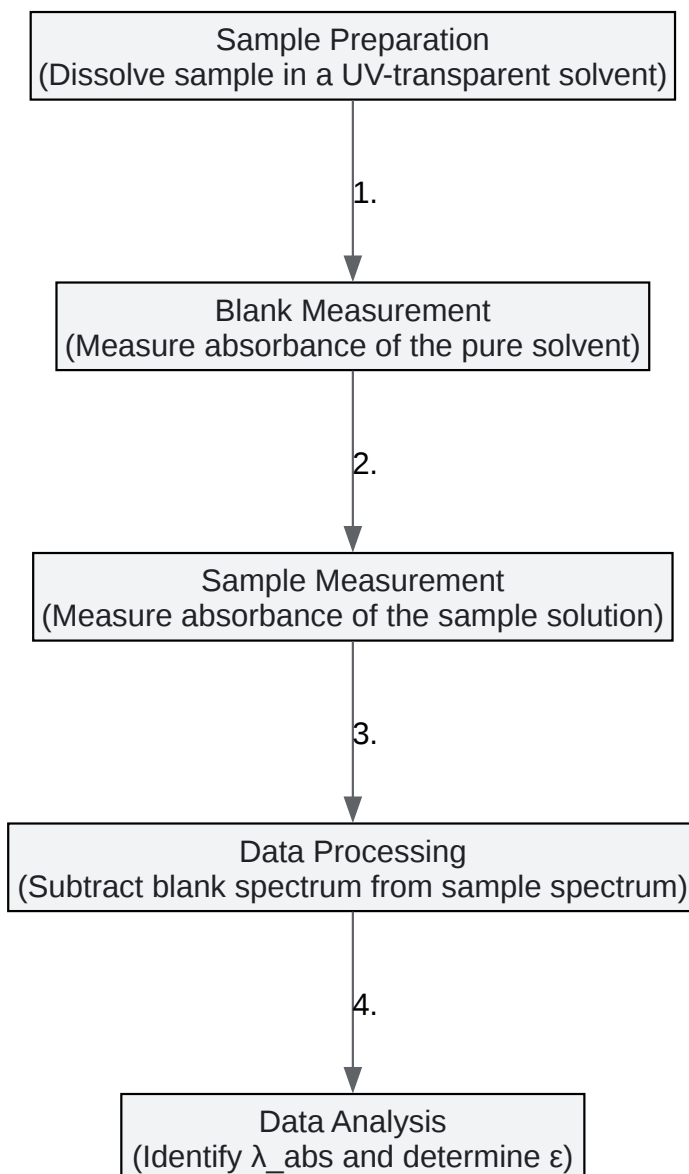 Sample Preparation
(Dissolve sample in a UV-transparent solvent)
1.
Blank Measurement
(Measure absorbance of the pure solvent)
2.
Sample Measurement
(Measure absorbance of the sample solution)
3.
Data Processing
(Subtract blank spectrum from sample spectrum)
4.
Data Analysis
(Identify λ_abs and determine ε)